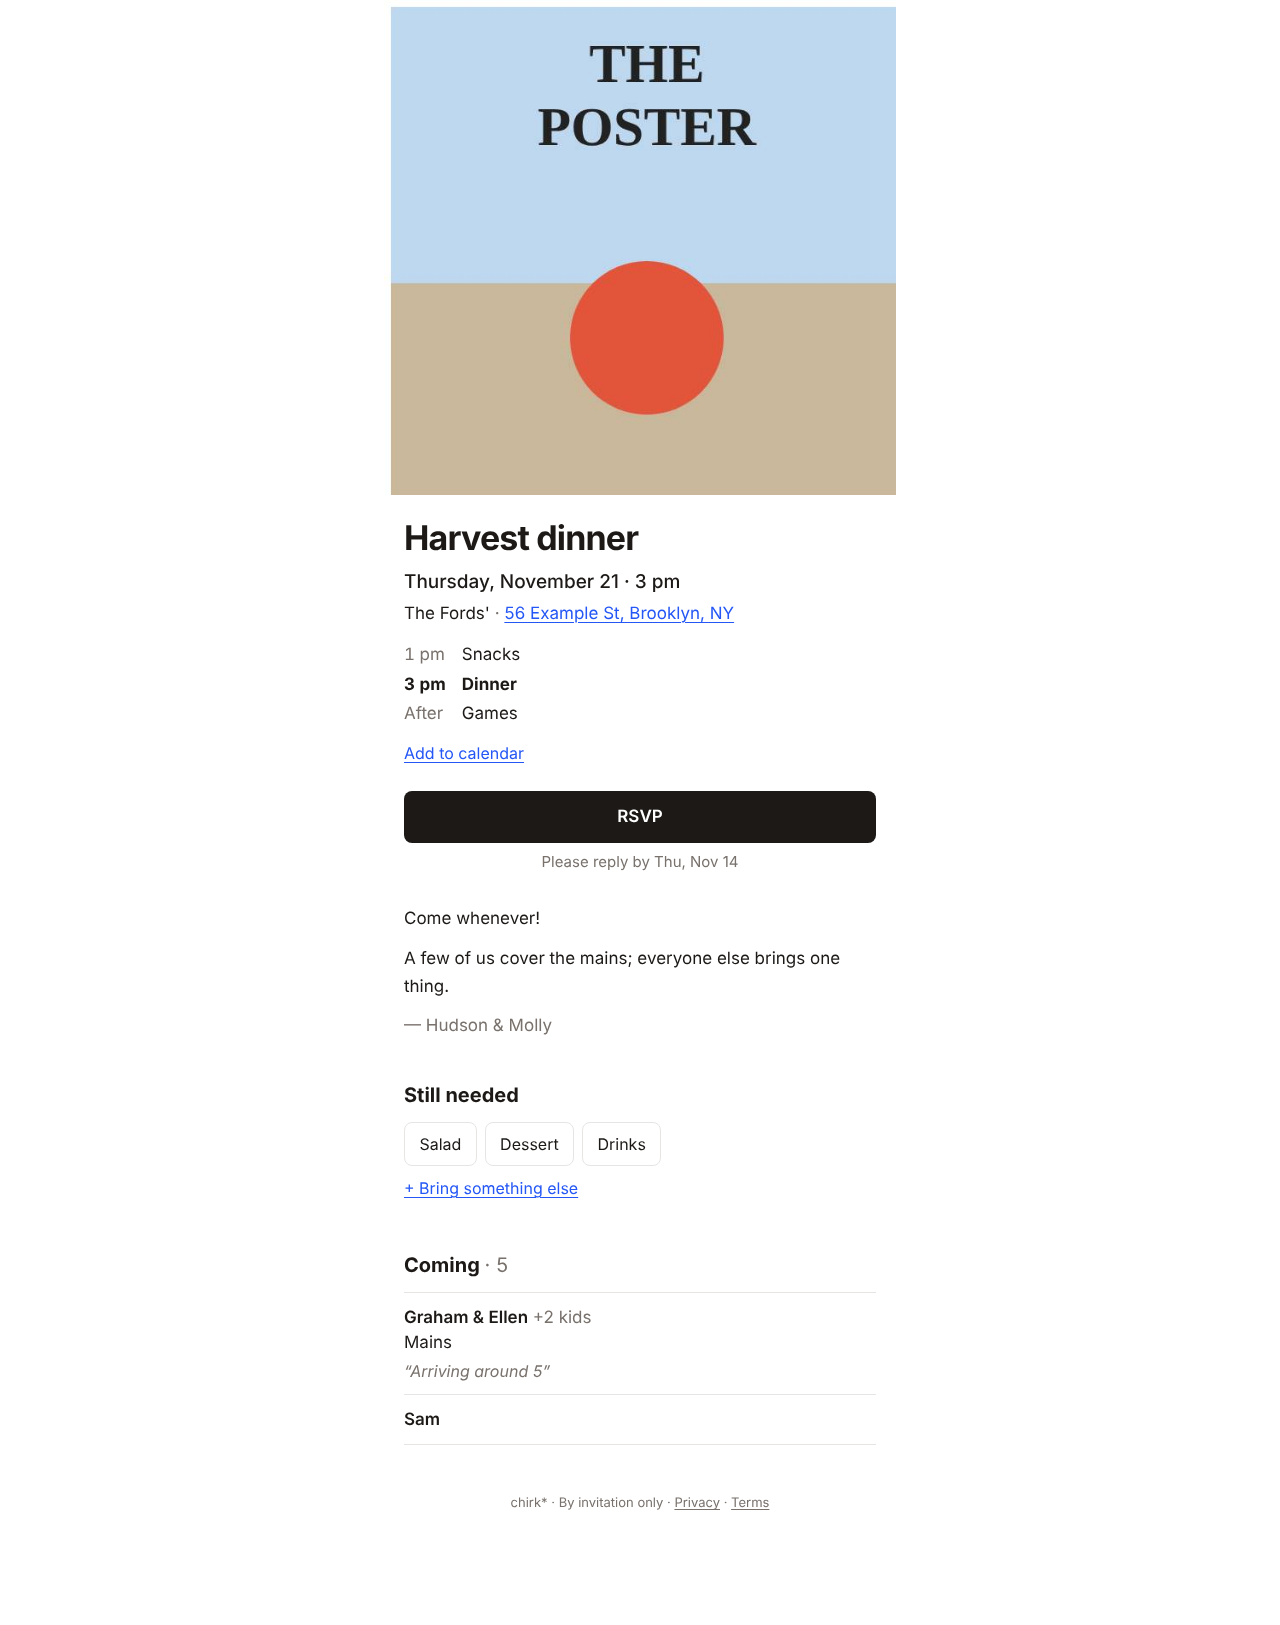 THE
POSTER
Harvest dinner
Thursday, November 21 · 3 pm
The Fords' · 56 Example St, Brooklyn, NY
1 pm Snacks
3 pm Dinner
After Games
Add to calendar
RSVP
Please reply by Thu, Nov 14
Come whenever!
A few of us cover the mains; everyone else brings one
thing.
— Hudson & Molly
Still needed
Salad Dessert Drinks
+ Bring something else
Coming · 5
Graham & Ellen +2 kids
Mains
“Arriving around 5”
Sam
chirk* · By invitation only · Privacy · Terms